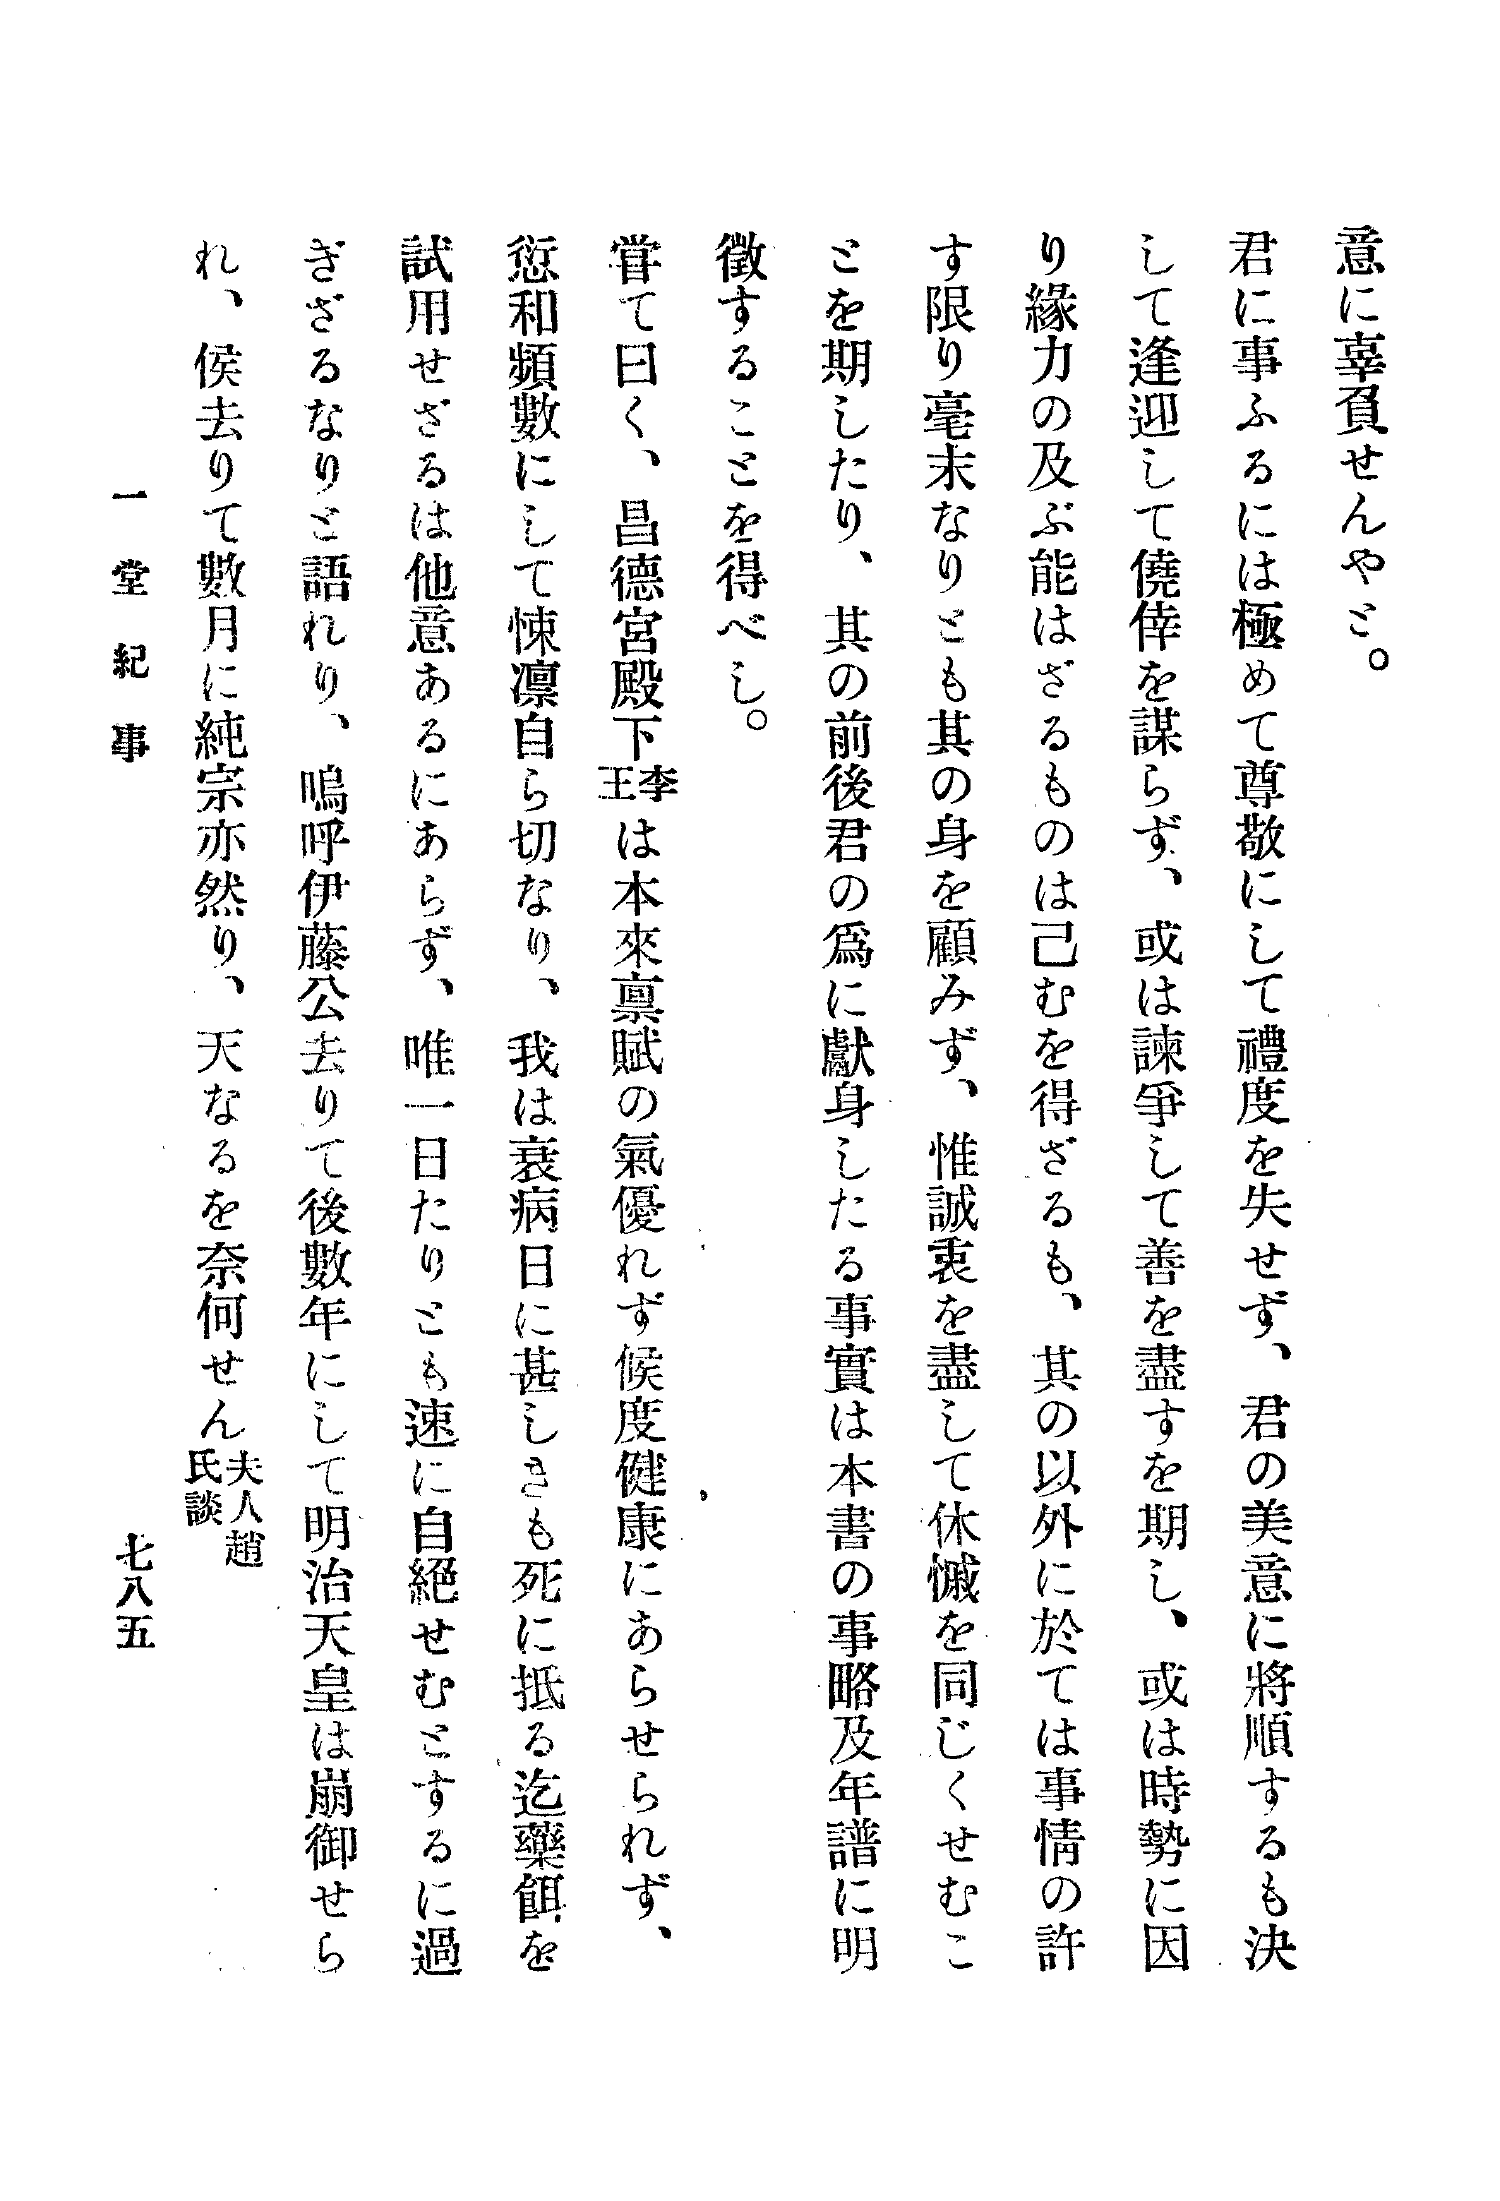 意に辜負せんやと。
君に事ふるには極めて尊敬にして禮度を失せず、君の美意に將順するも決
して逢迎して僥倖を謀らず、或は諫爭して善を盡すを期し、或は時勢に因
り緣力の及ぶ能はざるものは己むを得ざるも、其の以外に於ては事情の許
す限り毫末なりとも其の身を顧みず、惟誠衷を盡して休慽を同じくせむこ
とを期したり、其の前後君の爲に獻身したる事實は本書の事略及年譜に明
徵することを得べし。
甞て曰く、昌德宮殿下李王は本來禀賦の氣優れず候度健康にあらせられず、
愆和頻數にして悚凛自ら切なり、我は衰病日に甚しきも死に抵る迄藥餌を
試用せざるは他意あるにあらず、唯一日たりとも速に自絕せむとするに過
ぎざるなりと語れり、嗚呼伊藤公去りて後數年にして明治天皇は崩御せら
れ、侯去りて數月に純宗亦然り、天なるを奈何せん夫人趙氏談
一堂紀事
七八五